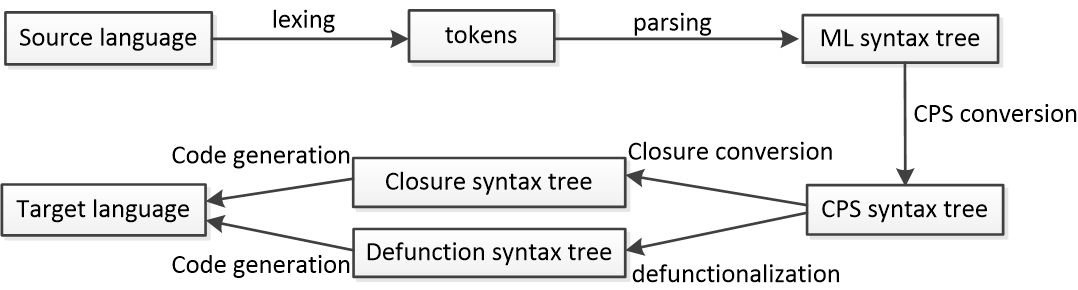 Source language
lexing
tokens
parsing
ML syntax tree
CPS conversion
Code generation
Closure syntax tree
Closure conversion
Target language
CPS syntax tree
Code generation
Defunction syntax tree
defunctionalization